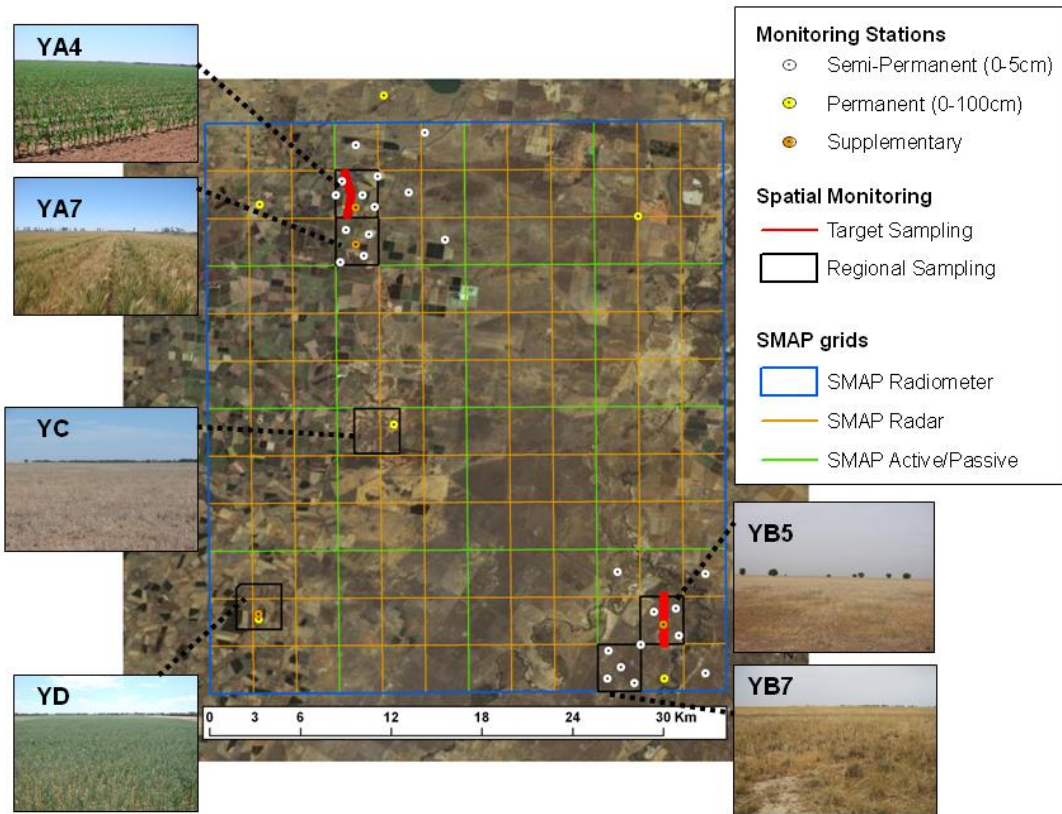 YA4
YA7
YC
YD
YB5
YB7
0 3 6 12 18 24 30 Km
Monitoring Stations
Semi-Permanent (0-5cm)
Permanent (0-100cm)
Supplementary
Spatial Monitoring
Target Sampling
Regional Sampling
SMAP grids
SMAP Radiometer
SMAP Radar
SMAP Active/Passive